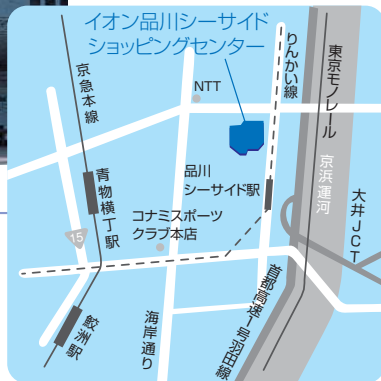 イオン品川シーサイド
ショッピングセンター
京急本線
NTT
りんかい線
東京モノレール
京浜運河
品川
シーサイド駅
青物横丁駅
コナミスポーツ
クラブ本店
15
大井JCT
鮫洲駅
海岸通り
首都高速1号羽田線